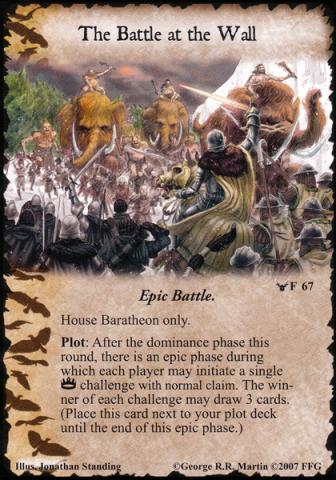 The Battle at the Wall
F 67
Epic Battle.
House Baratheon only.
Plot: After the dominance phase this
round, there is an epic phase during
which each player may initiate a single
challenge with normal claim. The win-
ner of each challenge may draw 3 cards.
(Place this card next to your plot deck
until the end of this epic phase.)
Illus. Jonathan Standing
©George R.R. Martin ©2007 FFG